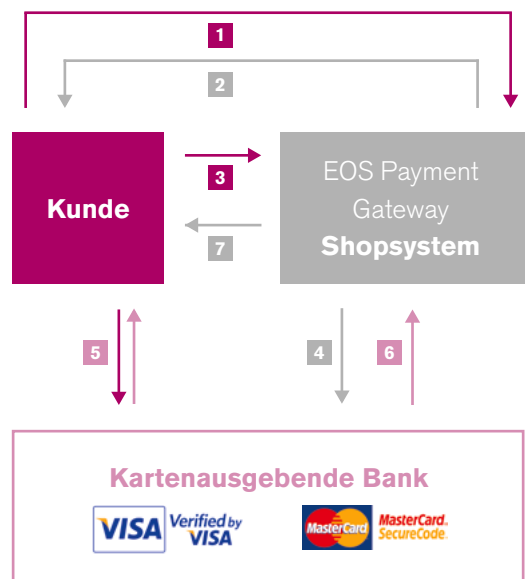 1
2
Kunde
3
7
EOS Payment
Gateway
Shopsystem
5
4
6
Kartenausgebende Bank
VISA
Verified by
VISA
MasterCard
MasterCard.
SecureCode.